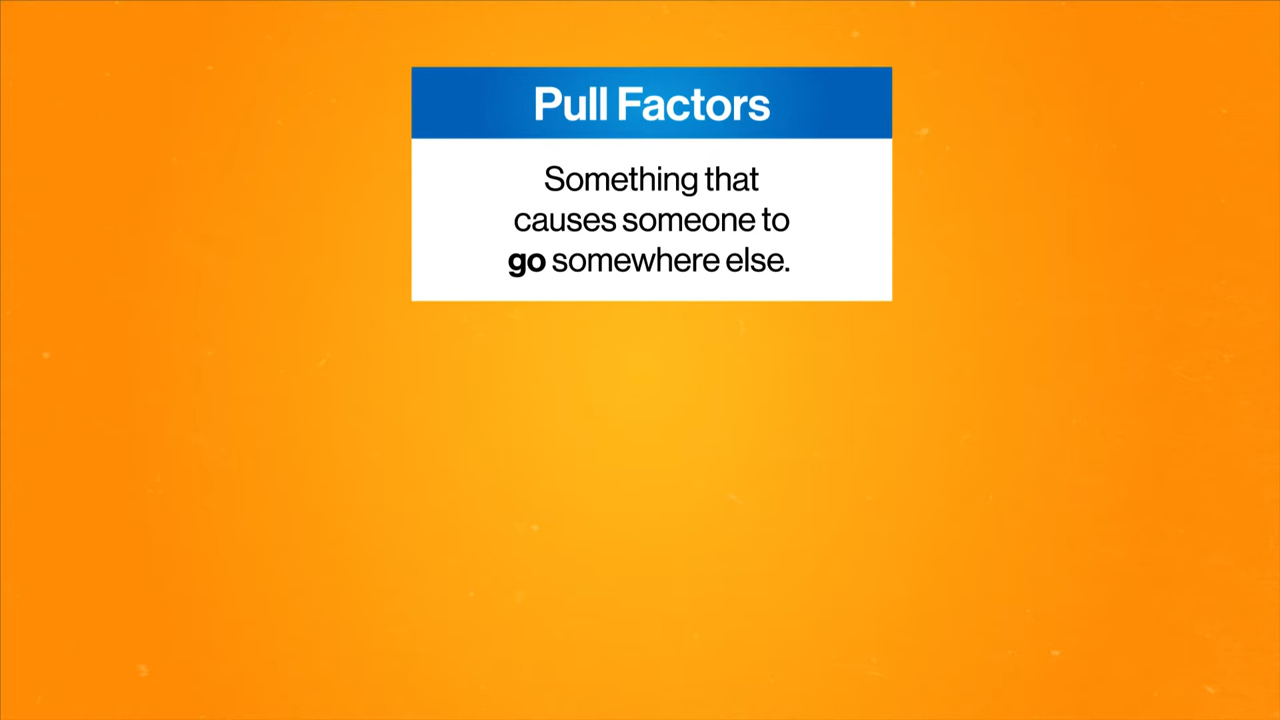 Pull Factors
Something that
causes someone to
go somewhere else.